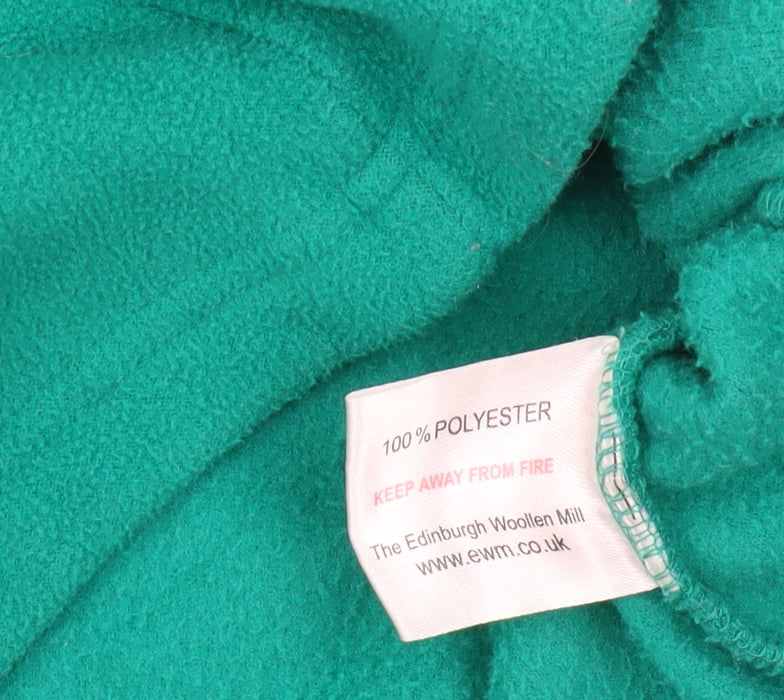 100% POLYESTER
KEEP AWAY FROM FIRE
The Edinburgh Woollen Mill
www.ewm.co.uk